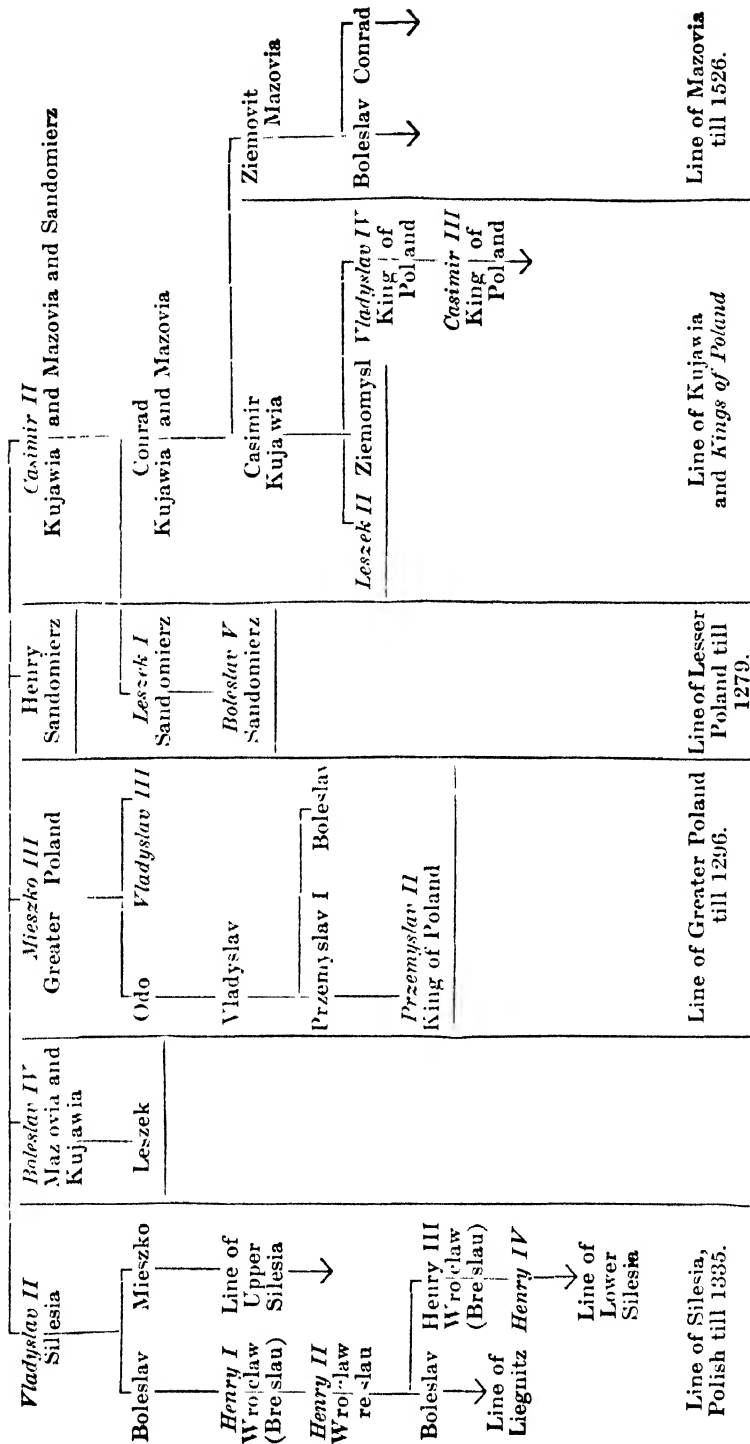 Vladyslav II
Silesia
Boleslav Mieszko
Henry I
Wroclaw
(Breslau)
Line of
Upper
Silesia
Henry II
Wroclaw
reslau
Boleslav
Henry III
Wroclaw
(Breslau)
Line of
Liegnitz
Henry IV
Line of
Lower
Silesia
Line of Silesia,
Polish till 1335.
Boleslav IV
Mazovia and
Kujawia
Leszek
Mieszko III
Greater Poland
Odo Vladyslav III
Vladyslav
Przemyslav I Boleslav
Przemyslav II
King of Poland
Line of Greater Poland
till 1296.
Henry
Sandomierz
Leszek I
Sandomierz
Boleslav V
Sandomierz
Line of Lesser
Poland till
1279.
Casimir II
Kujawia and Mazovia and Sandomierz
Conrad
Kujawia and Mazovia
Casimir
Kujawia
Leszek II Ziemomysl Vladyslav IV
King of
Poland
Casimir III
King of
Poland
Line of Kujawia
and Kings of Poland
Ziemovit
Mazovia
Boleslav Conrad
Line of Mazovia
till 1526.